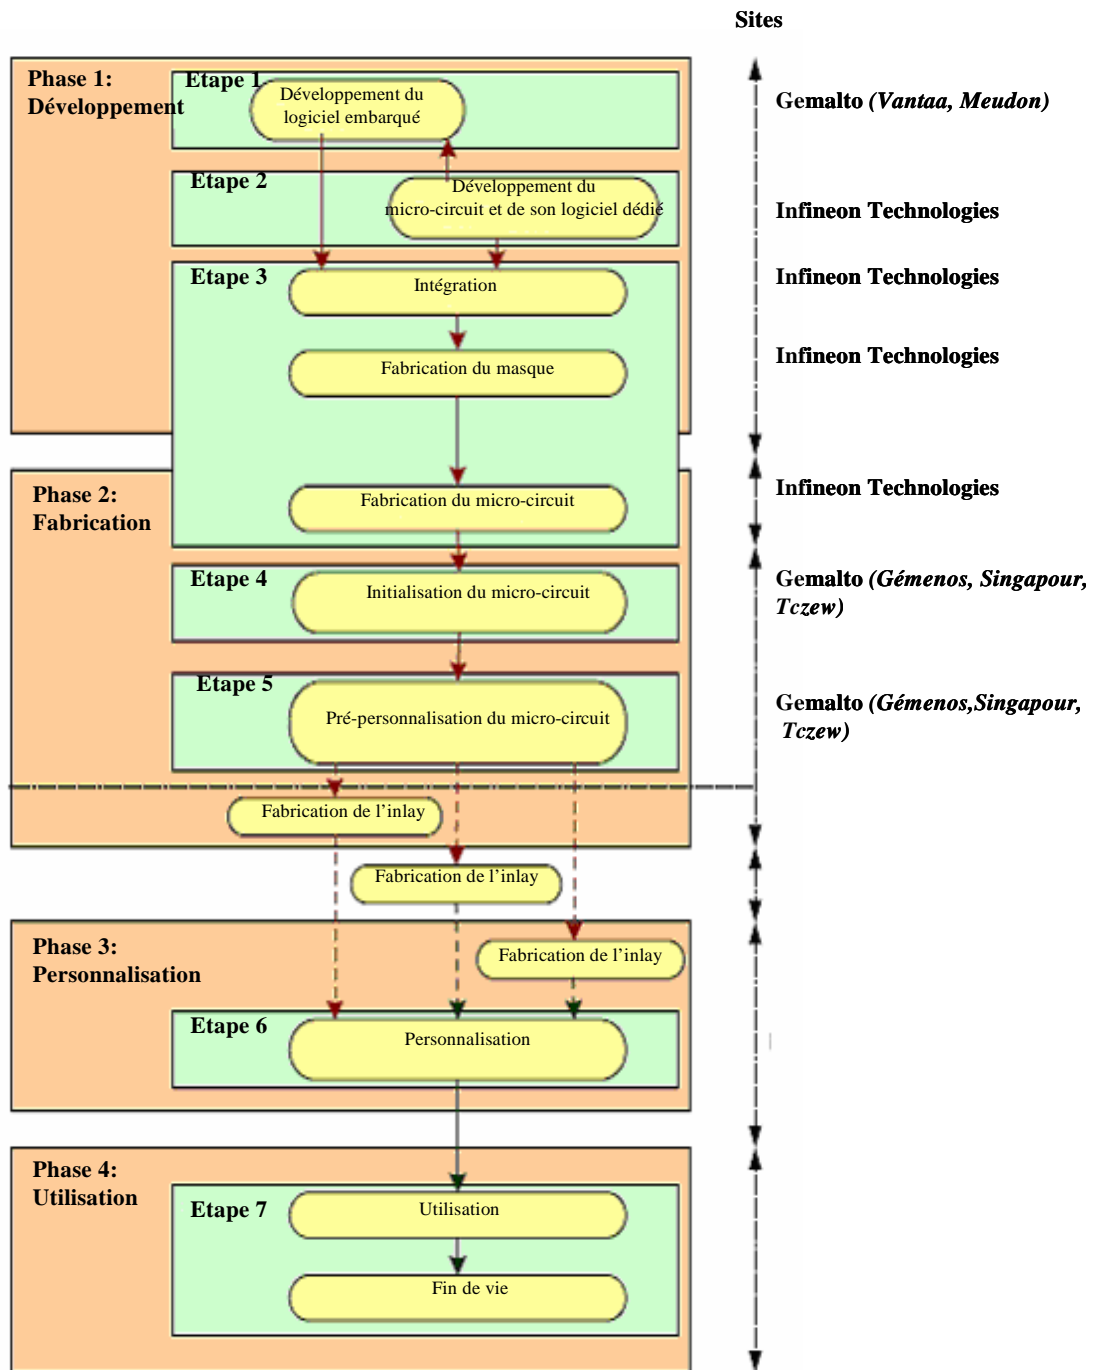 Sites
Phase 1:
Développement
Etape 1
Développement du
logiciel embarqué
Gemalto (Vantaa, Meudon)
Etape 2
Développement du
micro-circuit et de son logiciel dédié
Infineon Technologies
Etape 3
Intégration
Infineon Technologies
Fabrication du masque
Infineon Technologies
Phase 2:
Fabrication
Fabrication du micro-circuit
Infineon Technologies
Etape 4
Initialisation du micro-circuit
Gemalto (Gémenos, Singapour,
Tczew)
Etape 5
Pré-personnalisation du micro-circuit
Gemalto (Gémenos,Singapour,
Tczew)
Fabrication de l’inlay
Fabrication de l’inlay
Phase 3:
Personnalisation
Fabrication de l’inlay
Etape 6
Personnalisation
Phase 4:
Utilisation
Etape 7
Utilisation
Fin de vie